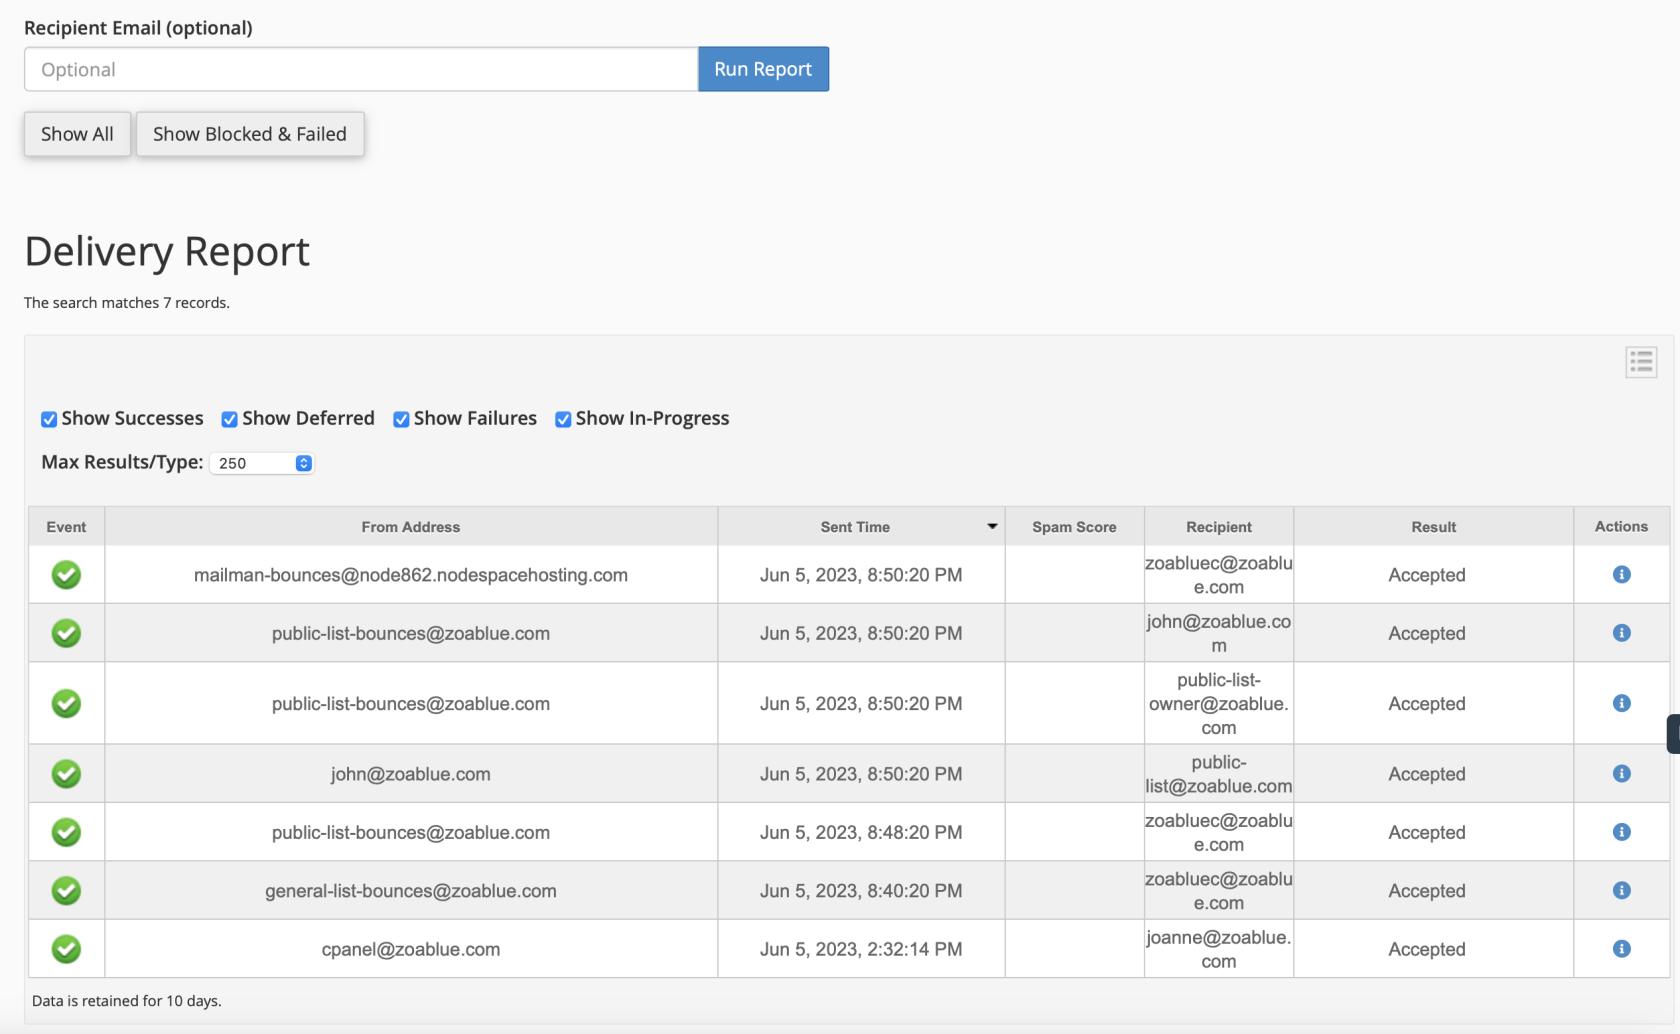 Recipient Email (optional)
Optional
Run Report
Show All
Show Blocked & Failed
Delivery Report
The search matches 7 records.
Show Successes Show Deferred Show Failures Show In-Progress
Max Results/Type: 250
Event From Address Sent Time Spam Score Recipient Result Actions
mailman-bounces@node862.nodespacehosting.com Jun 5, 2023, 8:50:20 PM zoabluec@zoablu
e.com Accepted
public-list-bounces@zoablue.com Jun 5, 2023, 8:50:20 PM john@zoablue.co
m Accepted
public-list-bounces@zoablue.com Jun 5, 2023, 8:50:20 PM public-list-
owner@zoablue.
com Accepted
john@zoablue.com Jun 5, 2023, 8:50:20 PM public-
list@zoablue.com Accepted
public-list-bounces@zoablue.com Jun 5, 2023, 8:48:20 PM zoabluec@zoablu
e.com Accepted
general-list-bounces@zoablue.com Jun 5, 2023, 8:40:20 PM zoabluec@zoablu
e.com Accepted
cpanel@zoablue.com Jun 5, 2023, 2:32:14 PM joanne@zoablue.
com Accepted
Data is retained for 10 days.